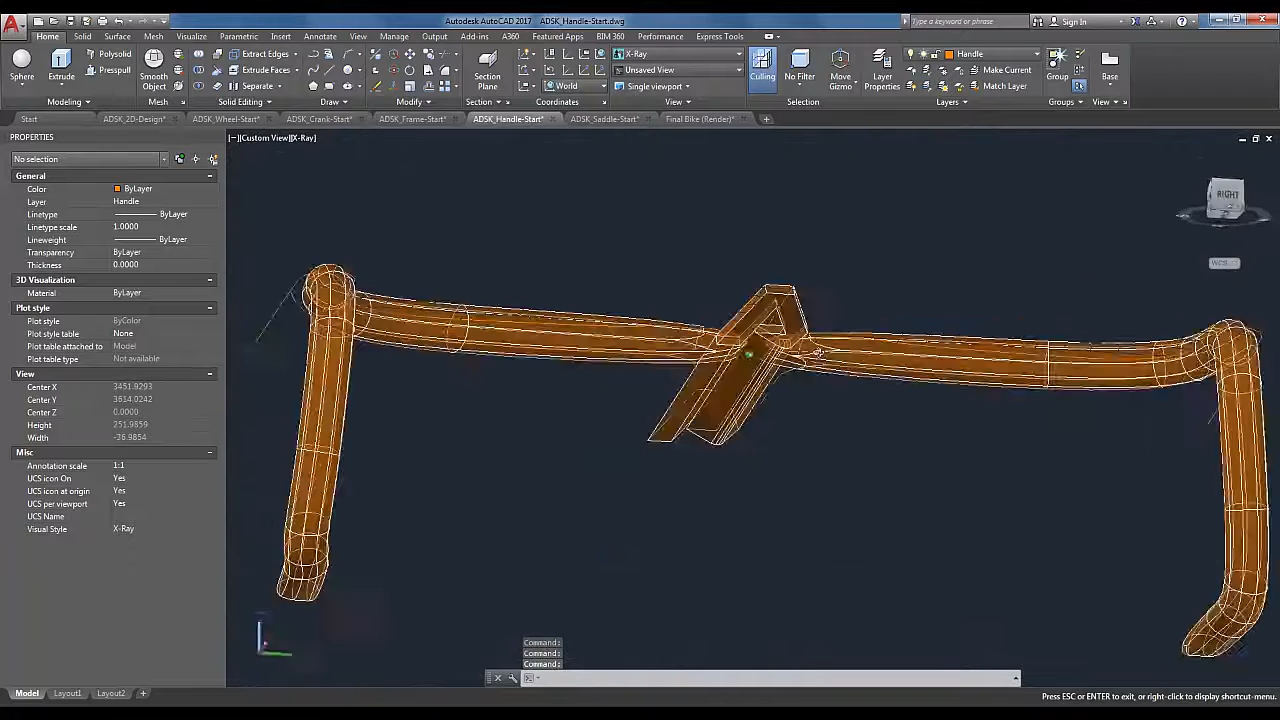 Autodesk AutoCAD 2017 ADSK_Handle-Start.dwg
Type a keyword or phrase
Sign In
Home Solid Surface Mesh Visualize Parametric Insert Annotate View Manage Output Add-ins A360 Featured Apps BIM 360 Performance Express Tools
Polysolid
Presspull
Extract Edges
Extrude Faces
Separate
X-Ray
Unsaved View
World
Single viewport
Handle
Make Current
Match Layer
Sphere
Extrude
Smooth Object
Section Plane
Culling
No Filter
Move Gizmo
Layer Properties
Group
Base
Modeling
Mesh
Solid Editing
Draw
Modify
Section
Coordinates
View
Selection
Layers
Groups
View
Start ADSK_2D-Design* ADSK_Wheel-Start* ADSK_Crank-Start* ADSK_Frame-Start* ADSK_Handle-Start* ADSK_Saddle-Start* Final Bike (Render)*
PROPERTIES
[−][Custom View][X-Ray]
No selection
General
Color ByLayer
Layer Handle
Linetype ByLayer
Linetype scale 1.0000
Lineweight ByLayer
Transparency ByLayer
Thickness 0.0000
3D Visualization
Material ByLayer
Plot style
Plot style ByColor
Plot style table None
Plot table attached to Model
Plot table type Not available
View
Center X 3451.9293
Center Y 3614.0242
Center Z 0.0000
Height 251.9859
Width -36.9854
Misc
Annotation scale 1:1
UCS icon On Yes
UCS icon at origin Yes
UCS per viewport Yes
UCS Name
Visual Style X-Ray
RIGHT
WCS
Command:
Command:
Command:
Model Layout1 Layout2 +
Press ESC or ENTER to exit, or right-click to display shortcut-menu.